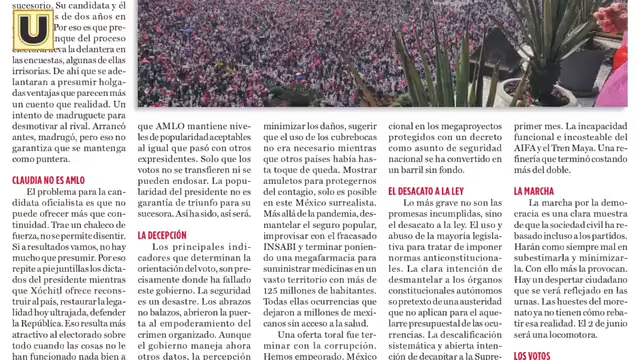 sucesorio. Su candidata y él
s de dos años en
Por eso es que pre-
nque del proceso
lleva la delantera en
las encuestas, algunas de ellas
irrisorias. De ahí que se ade-
lantaran a presumir holga-
das ventajas que parecen más
un cuento que realidad. Un
intento de madruguete para
desmotivar al rival. Arrancó
antes, madrugó, pero eso no
garantiza que se mantenga
como puntera.
CLAUDIA NO ES AMLO
El problema para la can-
didata oficialista es que no
puede ofrecer más que con-
tinuidad. Trae un chaleco de
fuerza, no se permite disentir.
Si a resultados vamos, no hay
mucho que presumir. Por eso
repite a pie juntillas los dicta-
dos del presidente mientras
que Xóchitl ofrece recons-
truir al país, restaurar la lega-
lidad hoy ultrajada, defender
la República. Eso resulta más
atractivo al electorado sobre
todo cuando las cosas no le
han funcionado nada bien a
que AMLO mantiene nive-
les de popularidad aceptables
al igual que pasó con otros
expresidentes. Solo que los
votos no se transfieren ni se
pueden endosar. La popula-
ridad del presidente no es
garantía de triunfo para su
sucesora. Así ha sido, así será.
LA DECEPCIÓN
Los principales indica-
dores que determinan la
orientación del voto, son pre-
cisamente donde ha fallado
este gobierno. La seguridad
es un desastre. Los abrazos
no balazos, abrieron la puerta
al empoderamiento del
crimen organizado. Aunque
el gobierno maneja ahora
otros datos, la percepción
minimizar los daños, sugerir
que el uso de los cubrebocas
no era necesario mientras
que otros países había hasta
toque de queda. Mostrar
amuletos para protegernos
del contagio, solo es posible
en este México surrealista.
Más allá de la pandemia, des-
mantelar el seguro popular,
improvisar con el fracasado
INSABI y terminar ponien-
do una megafarmacia para
suministrar medicinas en un
vasto territorio con más de
125 millones de habitantes.
Todas ellas ocurrencias que
dejaron a millones de mexi-
canos sin acceso a la salud.
Una oferta toral fue ter-
minar con la corrupción.
Hemos empeorado. México
cional en los megaproyectos
protegidos con un decreto
como asunto de seguridad
nacional se ha convertido en
un barril sin fondo.
EL DESACATO A LA LEY
Lo más grave no son las
promesas incumplidas, sino
el desacato a la ley. El uso y
abuso de la mayoría legislati-
va para tratar de imponer
normas anticonstituciona-
les. La clara intención de
desmantelar a los órganos
constitucionales autónomos
so pretexto de una austeridad
que no aplican para el aque-
larre presupuestal de las ocu-
rrencias. La descalificación
sistemática y abierta inten-
ción de decapitar a la Supre-
primer mes. La incapacidad
funcional e incosteable del
AIFA y el Tren Maya. Una re-
finería que terminó costando
más del doble.
LA MARCHA
La marcha por la demo-
cracia es una clara muestra
de que la sociedad civil ha re-
basado incluso a los partidos.
Harán como siempre mal en
subestimarla y minimizar-
la. Con ello más la provocan.
Hay un despertar ciudadano
que se verá reflejado en las
urnas. Las huestes del more-
nato ya no tienen cómo reba-
tir esa realidad. El 2 de junio
será una locomotora.
LOS VOTOS
U